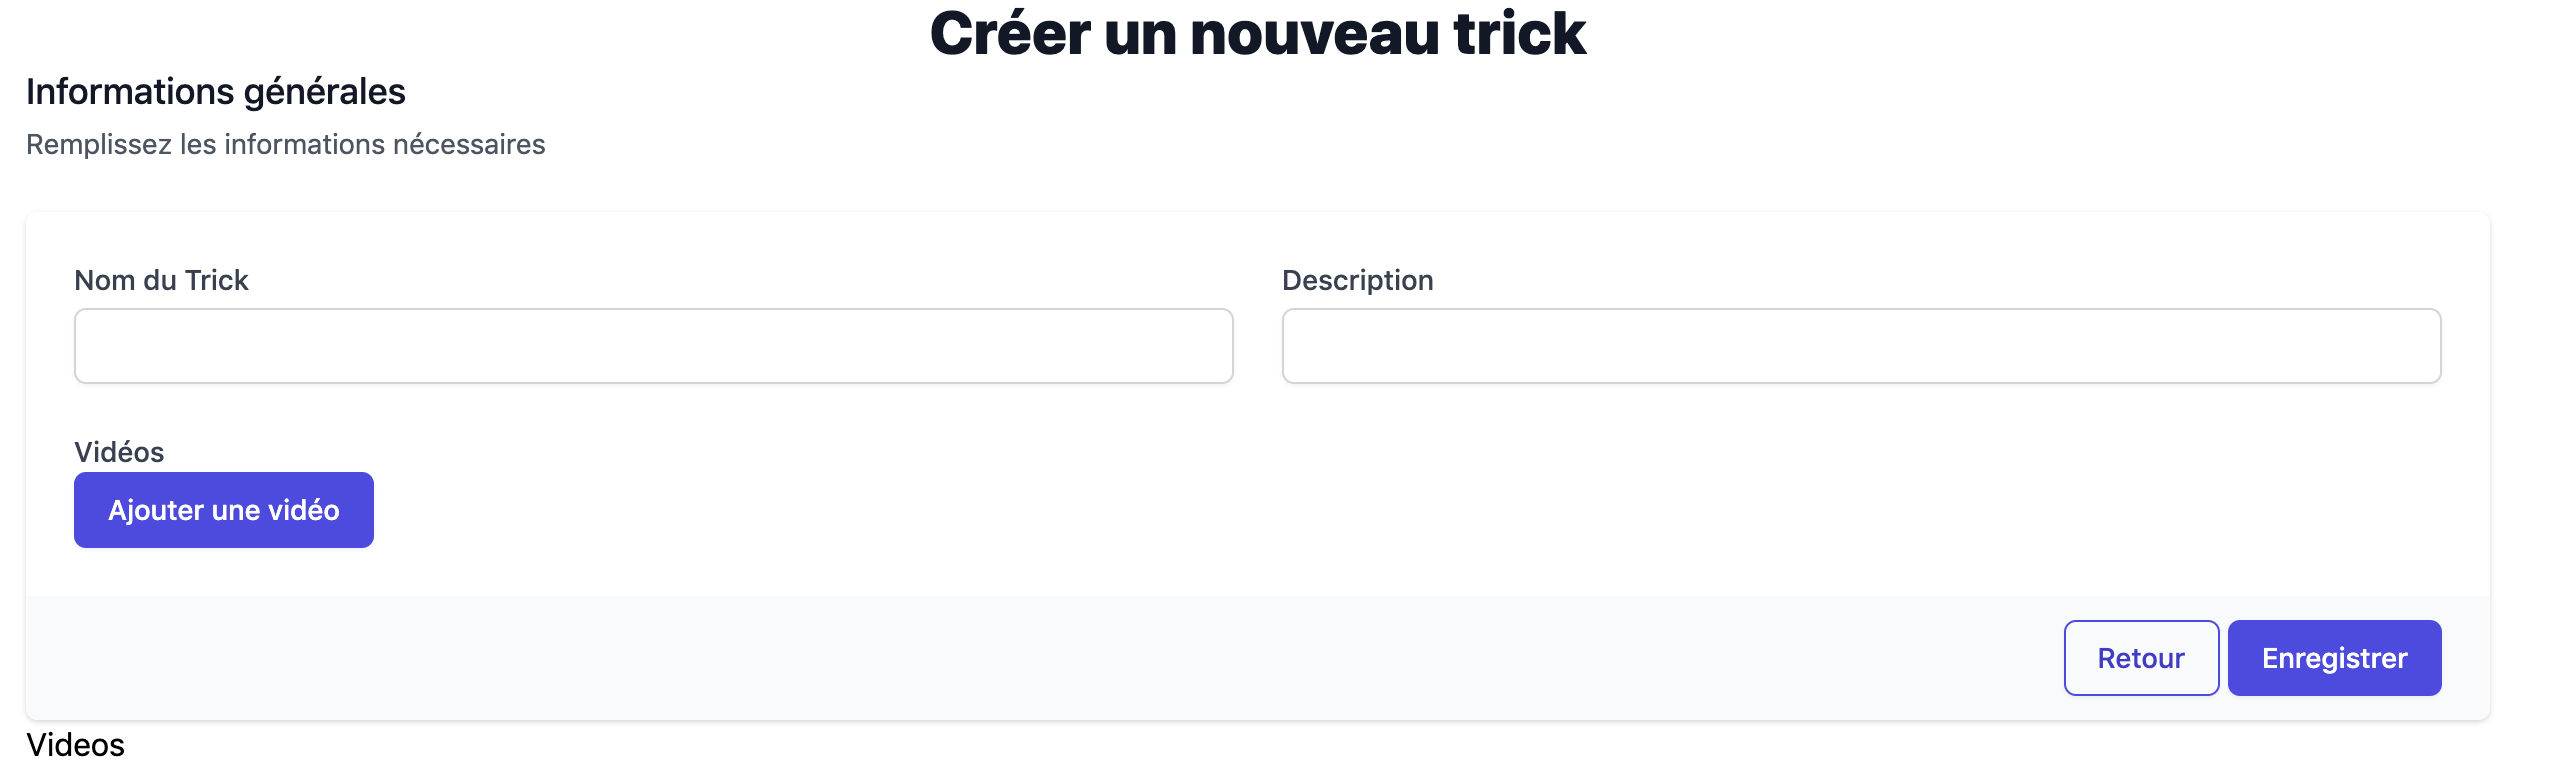 Créer un nouveau trick
Informations générales
Remplissez les informations nécessaires
Nom du Trick
Description
Vidéos
Ajouter une vidéo
Retour
Enregistrer
Videos